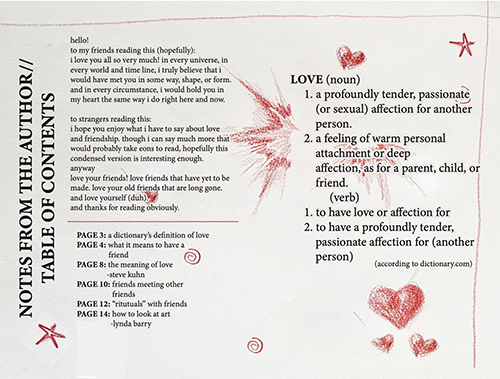 NOTES FROM THE AUTHOR//
TABLE OF CONTENTS
hello!
to my friends reading this (hopefully):
i love you all so very much! in every universe, in
every world and time line, i truly believe that i
would have met you in some way, shape, or form.
and in every circumstance, i would hold you in
my heart the same way i do right here and now.
to strangers reading this:
i hope you enjoy what i have to say about love
and friendship. though i can say much more that
would probably take eons to read, hopefully this
condensed version is interesting enough.
anyway
love your friends! love friends that have yet to be
made. love your old friends that are long gone.
and love yourself (duh).
and thanks for reading obviously.
PAGE 3: a dictionary's definition of love
PAGE 4: what it means to have a
friend
PAGE 8: the meaning of love
-steve kuhn
PAGE 10: friends meeting other
friends
PAGE 12: "ritutuals" with friends
PAGE 14: how to look at art
-lynda barry
LOVE (noun)
1. a profoundly tender, passionate
(or sexual) affection for another
person.
2. a feeling of warm personal
attachment or deep
affection, as for a parent, child, or
friend.
(verb)
1. to have love or affection for
2. to have a profoundly tender,
passionate affection for (another
person)
(according to dictionary.com)